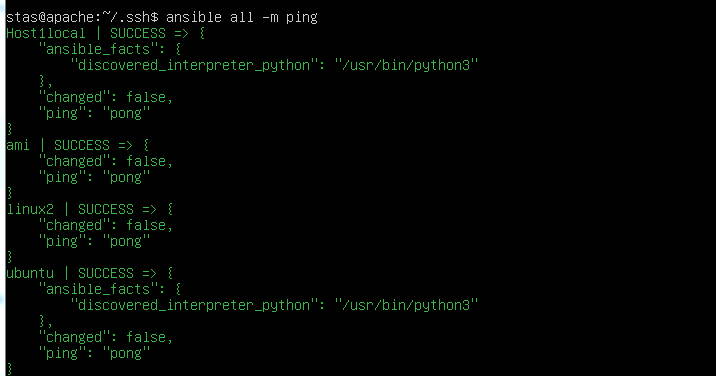 stas@apache:~/.ssh$ ansible all -m ping
Host1local | SUCCESS => {
    "ansible_facts": {
        "discovered_interpreter_python": "/usr/bin/python3"
    },
    "changed": false,
    "ping": "pong"
}
ami | SUCCESS => {
    "changed": false,
    "ping": "pong"
}
linux2 | SUCCESS => {
    "changed": false,
    "ping": "pong"
}
ubuntu | SUCCESS => {
    "ansible_facts": {
        "discovered_interpreter_python": "/usr/bin/python3"
    },
    "changed": false,
    "ping": "pong"
}